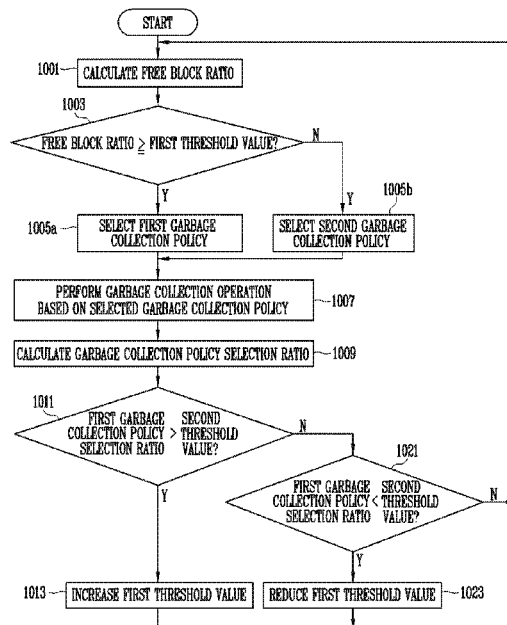 START
1001
CALCULATE FREE BLOCK RATIO
1003
FREE BLOCK RATIO ≧ FIRST THRESHOLD VALUE?
N
Y
Y
1005b
1005a
SELECT FIRST GARBAGE
COLLECTION POLICY
SELECT SECOND GARBAGE
COLLECTION POLICY
PERFORM GARBAGE COLLECTION OPERATION
BASED ON SELECTED GARBAGE COLLECTION POLICY
1007
CALCULATE GARBAGE COLLECTION POLICY SELECTION RATIO
1009
1011
FIRST GARBAGE SECOND
COLLECTION POLICY > THRESHOLD
SELECTION RATIO VALUE?
N
Y
1021
FIRST GARBAGE SECOND
COLLECTION POLICY < THRESHOLD
SELECTION RATIO VALUE?
N
Y
1013
INCREASE FIRST THRESHOLD VALUE
REDUCE FIRST THRESHOLD VALUE
1023